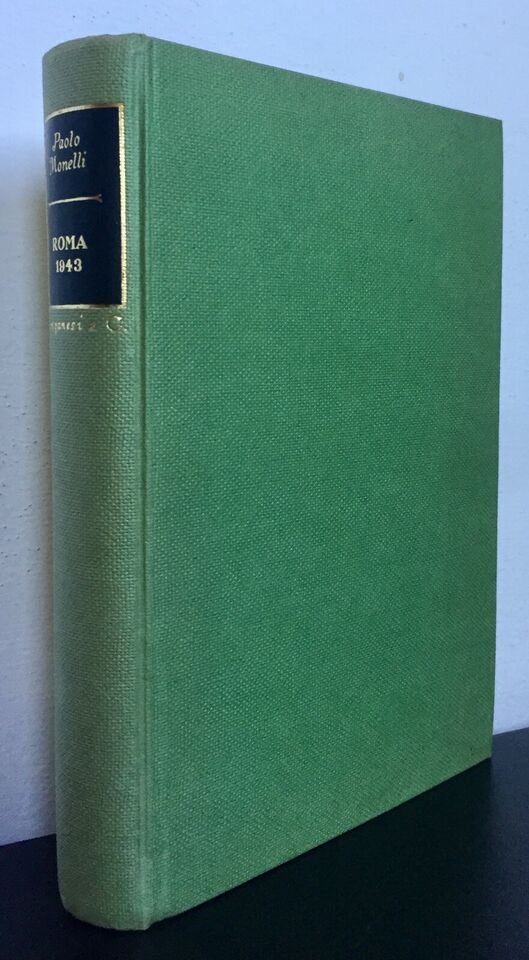 Paolo
Monelli
ROMA
1943
& C.